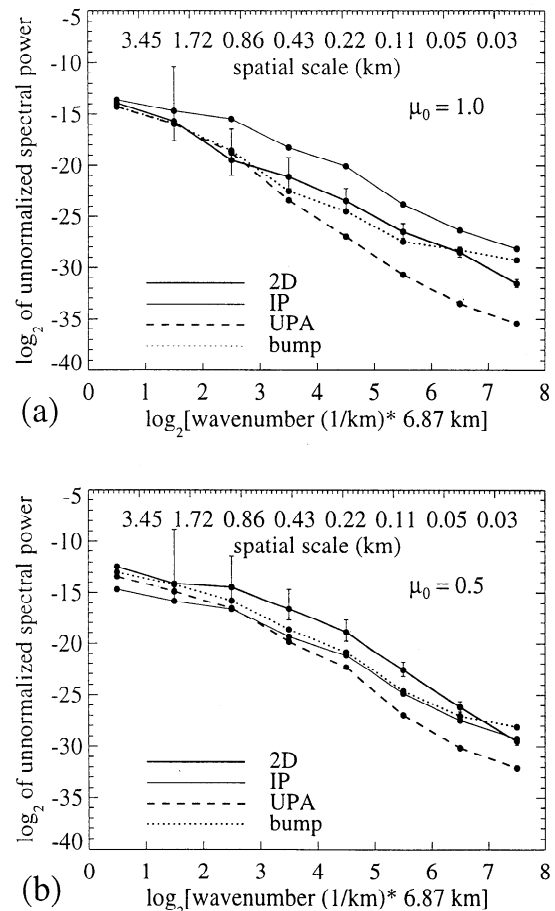 -5
3.45 1.72 0.86 0.43 0.22 0.11 0.05 0.03
spatial scale (km)
-10
μ0 = 1.0
-15
-20
-25
-30
-35
-40
log2 of unnormalized spectral power
2D
IP
UPA
bump
0 1 2 3 4 5 6 7 8
(a)
log2[wavenumber (1/km)* 6.87 km]
-5
3.45 1.72 0.86 0.43 0.22 0.11 0.05 0.03
spatial scale (km)
-10
μ0 = 0.5
-15
-20
-25
-30
-35
-40
log2 of unnormalized spectral power
2D
IP
UPA
bump
0 1 2 3 4 5 6 7 8
(b)
log2[wavenumber (1/km)* 6.87 km]